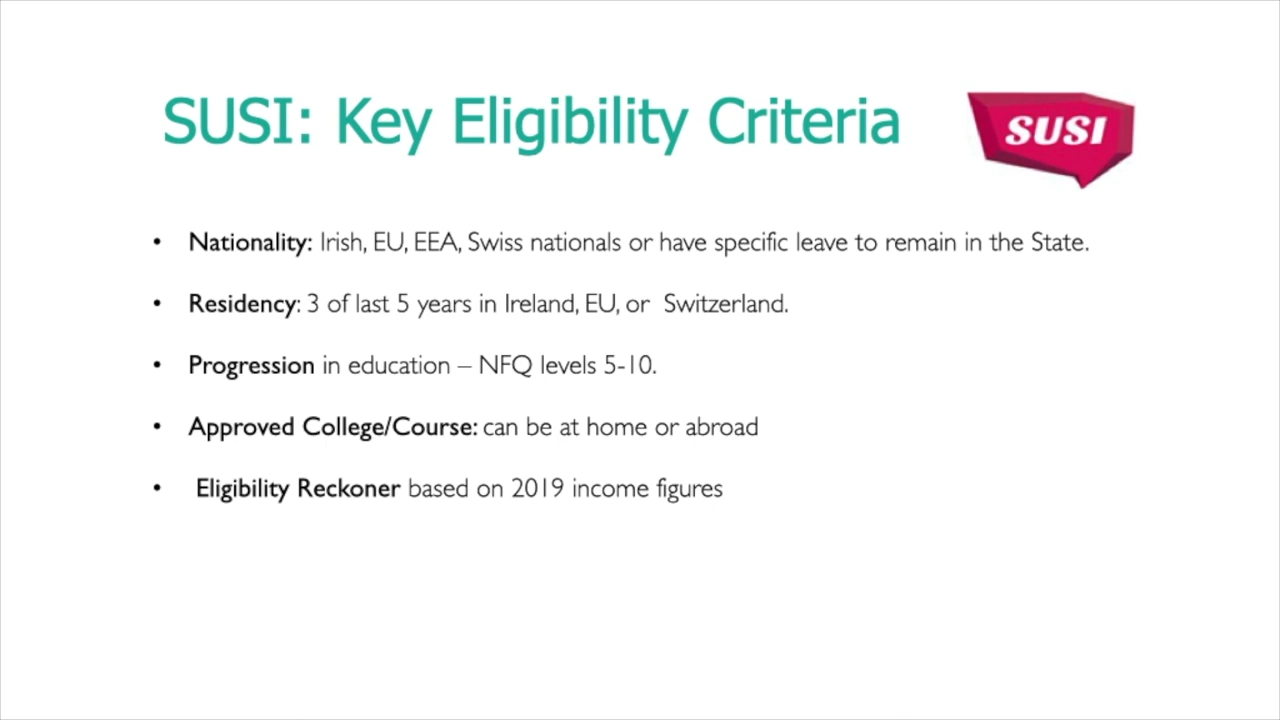 SUSI: Key Eligibility Criteria
SUSI
• Nationality: Irish, EU, EEA, Swiss nationals or have specific leave to remain in the State.
• Residency: 3 of last 5 years in Ireland, EU, or  Switzerland.
• Progression in education – NFQ levels 5-10.
• Approved College/Course: can be at home or abroad
• Eligibility Reckoner based on 2019 income figures